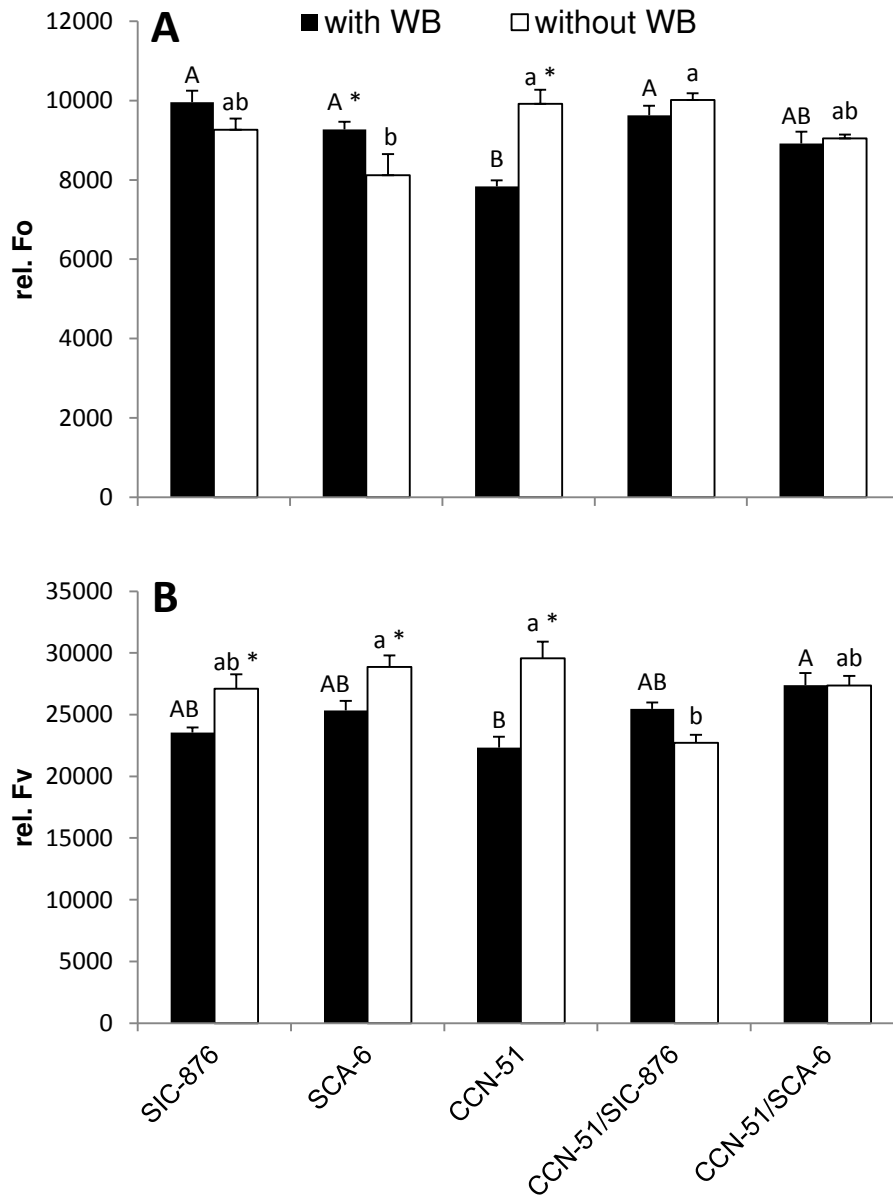 A
with WB
without WB
12000
10000
8000
6000
4000
2000
0
rel. Fo
A
ab
A *
b
B
a *
A
a
AB
ab
B
35000
30000
25000
20000
15000
10000
5000
0
rel. Fv
AB
ab *
AB
a *
B
a *
AB
b
A
ab
SIC-876
SCA-6
CCN-51
CCN-51/SIC-876
CCN-51/SCA-6